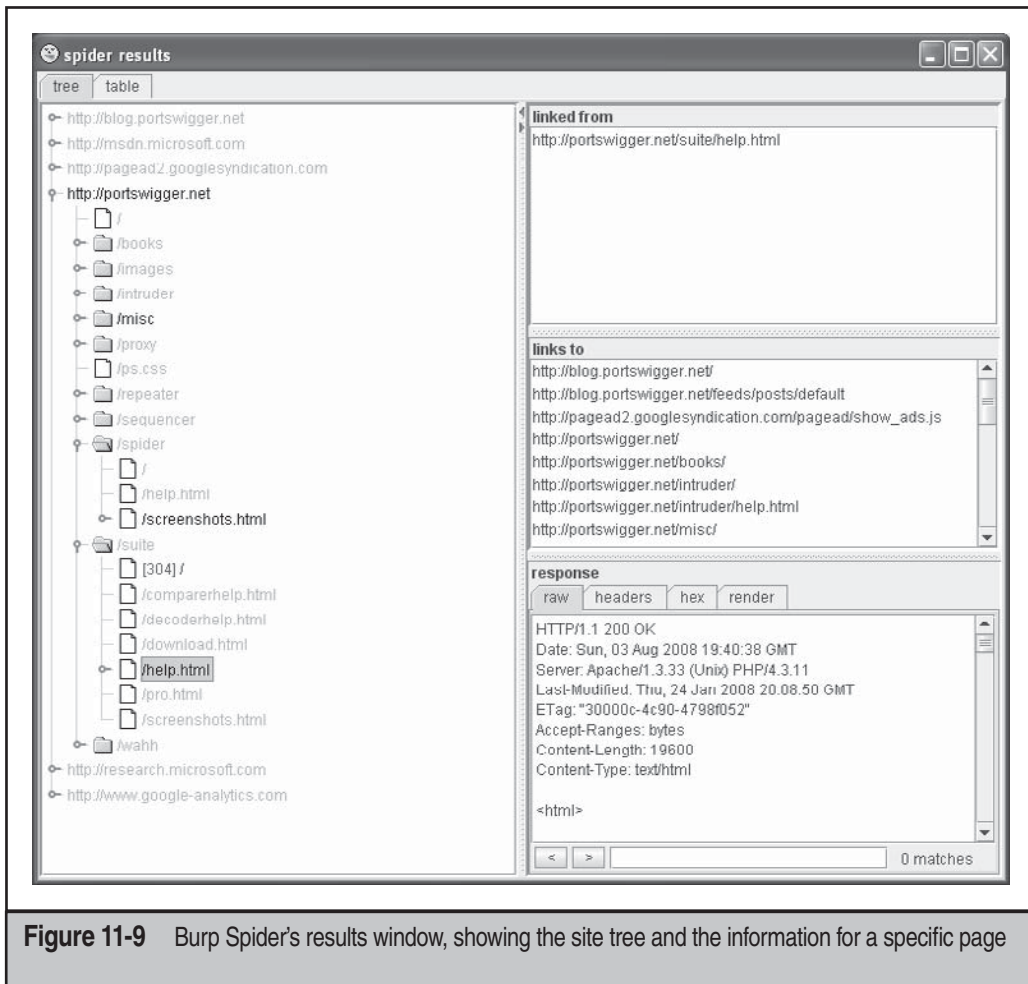 spider results
tree table
http://blog.portswigger.net
http://msdn.microsoft.com
http://pagead2.googlesyndication.com
http://portswigger.net
/
/books
/images
/intruder
/misc
/proxy
/ps.css
/repeater
/sequencer
/spider
/
/help.html
/screenshots.html
/suite
[304] /
/comparerhelp.html
/decoderhelp.html
/download.html
/help.html
/pro.html
/screenshots.html
/wahh
http://research.microsoft.com
http://www.google-analytics.com
linked from
http://portswigger.net/suite/help.html
links to
http://blog.portswigger.net/
http://blog.portswigger.net/feeds/posts/default
http://pagead2.googlesyndication.com/pagead/show_ads.js
http://portswigger.net/
http://portswigger.net/books/
http://portswigger.net/intruder/
http://portswigger.net/intruder/help.html
http://portswigger.net/misc/
response
raw headers hex render
HTTP/1.1 200 OK
Date: Sun, 03 Aug 2008 19:40:38 GMT
Server: Apache/1.3.33 (Unix) PHP/4.3.11
Last-Modified: Thu, 24 Jan 2008 20:08:50 GMT
ETag: "30000c-4c90-4798f052"
Accept-Ranges: bytes
Content-Length: 19600
Content-Type: text/html
<html>
< > 0 matches
Figure 11-9 Burp Spider's results window, showing the site tree and the information for a specific page